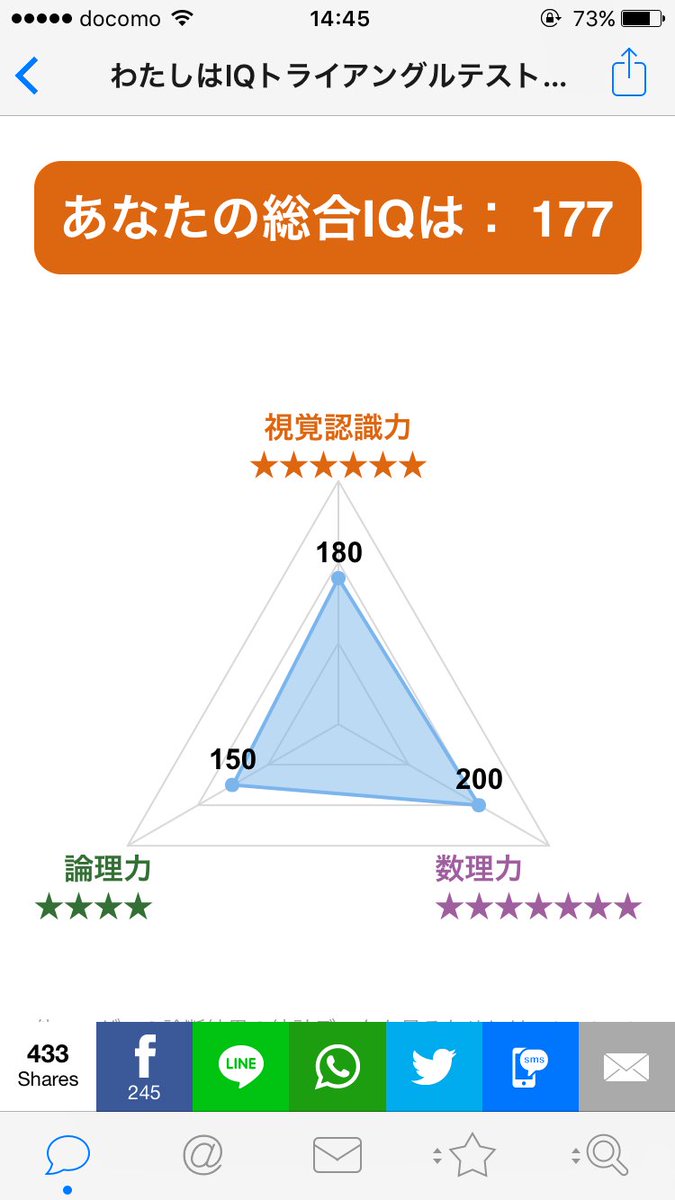 docomo 14:45 73%
わたしはIQトライアングルテスト...
あなたの総合IQは： 177
視覚認識力
★★★★★★
180
150
200
論理力
★★★★
数理力
★★★★★★★
433
Shares
245
LINE
sms
@